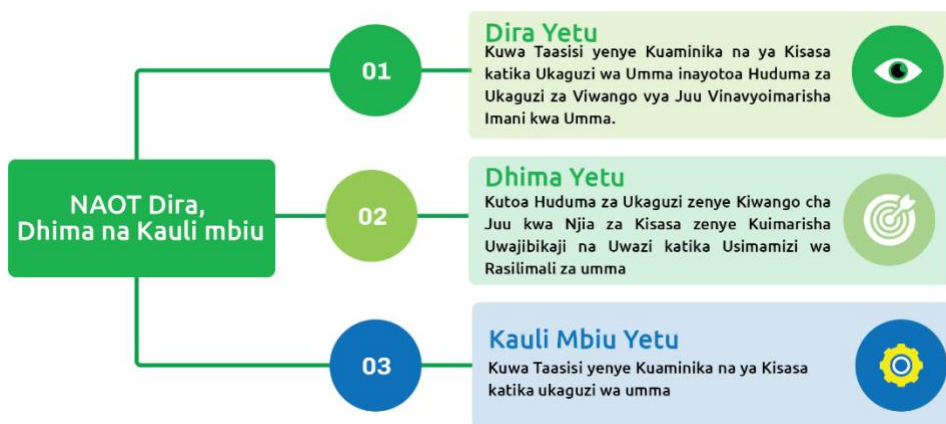 NAOT Dira,
Dhima na Kauli mbiu
01
Dira Yetu
Kuwa Taasisi yenye Kuaminika na ya Kisasa
katika Ukaguzi wa Umma inayotoa Huduma za
Ukaguzi za Viwango vya Juu Vinavyoimarisha
Imani kwa Umma.
02
Dhima Yetu
Kutoa Huduma za Ukaguzi zenye Kiwango cha
Juu kwa Njia za Kisasa zenye Kuimarisha
Uwajibikaji na Uwazi katika Usimamizi wa
Rasilimali za umma
03
Kauli Mbiu Yetu
Kuwa Taasisi yenye Kuaminika na ya Kisasa
katika ukaguzi wa umma